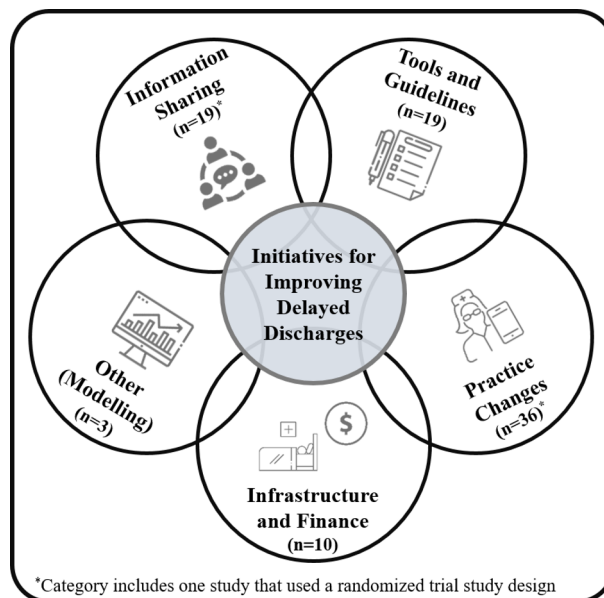 Information
Sharing
(n=19)*
Tools and
Guidelines
(n=19)
Initiatives for
Improving
Delayed
Discharges
Other
(Modelling)
(n=3)
Practice
Changes
(n=36)*
$
Infrastructure
and Finance
(n=10)
*Category includes one study that used a randomized trial study design